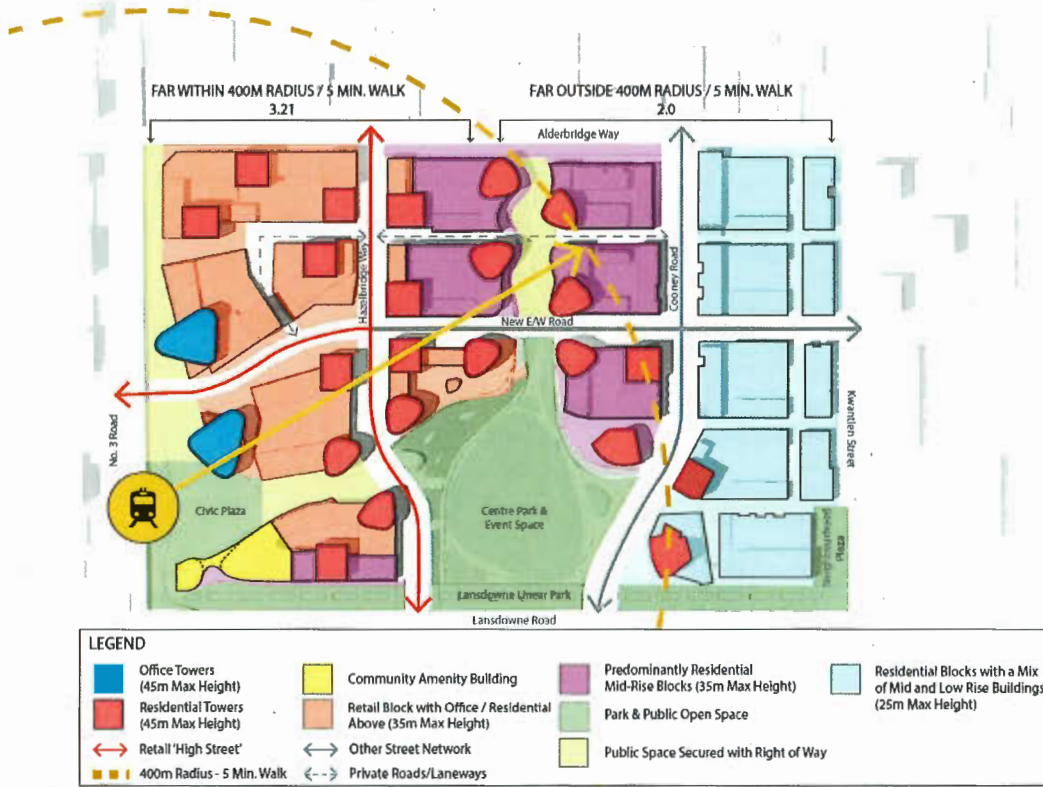 FAR WITHIN 400M RADIUS / 5 MIN. WALK
3.21
FAR OUTSIDE 400M RADIUS / 5 MIN. WALK
2.0
Alderbridge Way
Hazelbridge Way
Cooney Road
New E/W Road
No. 3 Road
Kwantlen Street
Civic Plaza
Centre Park &
Event Space
Plaza
Lansdowne Linear Park
Lansdowne Road
LEGEND
Office Towers
(45m Max Height)
Residential Towers
(45m Max Height)
Retail 'High Street'
400m Radius - 5 Min. Walk
Community Amenity Building
Retail Block with Office / Residential
Above (35m Max Height)
Other Street Network
Private Roads/Laneways
Predominantly Residential
Mid-Rise Blocks (35m Max Height)
Park & Public Open Space
Public Space Secured with Right of Way
Residential Blocks with a Mix
of Mid and Low Rise Buildings
(25m Max Height)